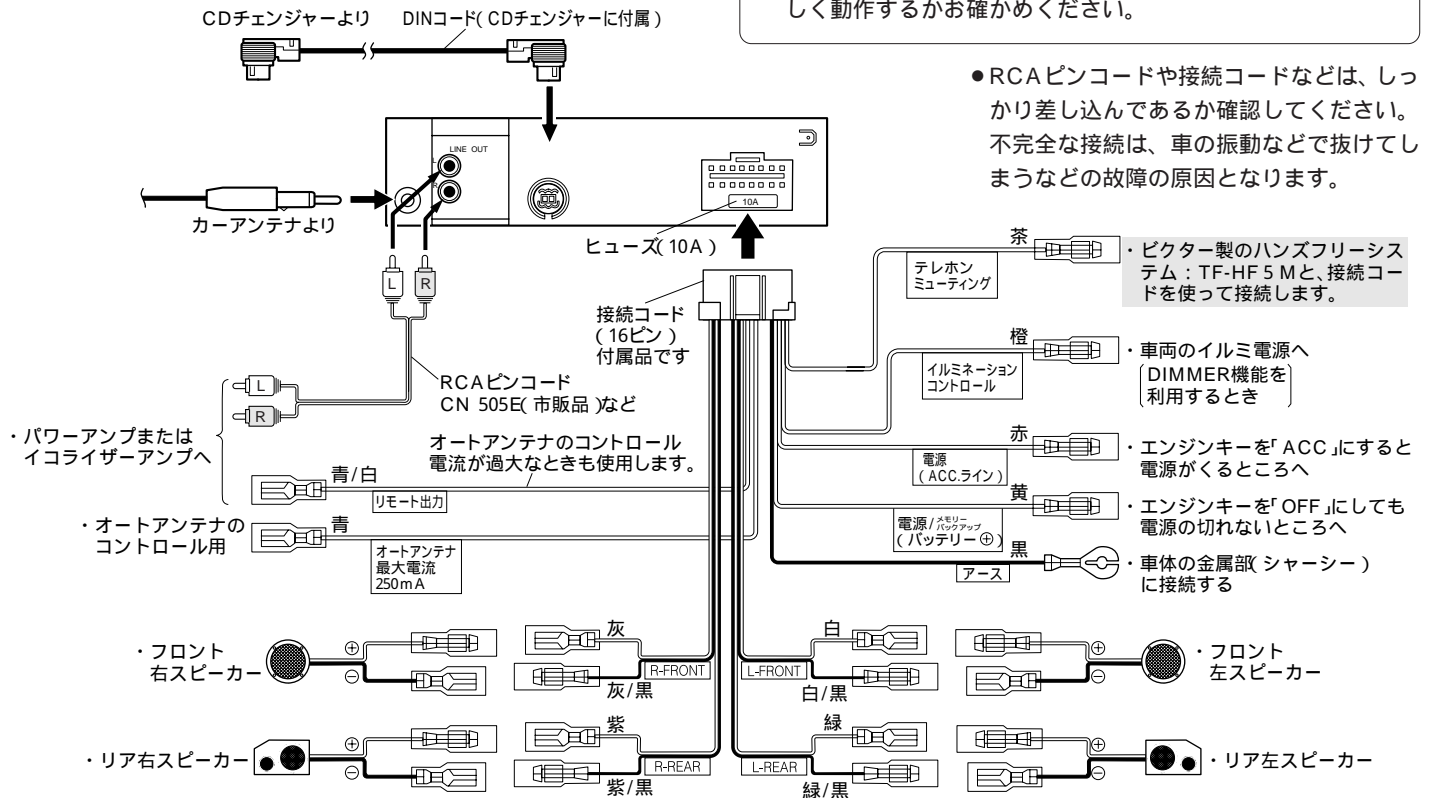 しく動作するかお確かめください。
CDチェンジャーより
DINコード(CDチェンジャーに付属)
●RCAピンコードや接続コードなどは、しっ
かり差し込んであるか確認してください。
不完全な接続は、車の振動などで抜けてし
まうなどの故障の原因となります。
LINE OUT
L
R
10A
カーアンテナより
ヒューズ(10A)
L
R
接続コード
(16ピン)
付属品です
RCAピンコード
CN 505E(市販品)など
L
R
・パワーアンプまたは
イコライザーアンプへ
オートアンテナのコントロール
電流が過大なときも使用します。
青/白
リモート出力
・オートアンテナの
コントロール用
青
オートアンテナ
最大電流
250mA
茶
テレホン
ミューティング
・ビクター製のハンズフリーシス
テム:TF-HF5Mと、接続コー
ドを使って接続します。
橙
イルミネーション
コントロール
・車両のイルミ電源へ
DIMMER機能を
利用するとき
赤
電源
(ACC.ライン)
・エンジンキーを「ACC」にすると
電源がくるところへ
黄
電源/メモリーバックアップ
(バッテリー⊕)
・エンジンキーを「OFF」にしても
電源の切れないところへ
黒
アース
・車体の金属部(シャーシー)
に接続する
・フロント
右スピーカー
⊕
⊖
灰
R-FRONT
灰/黒
白
L-FRONT
白/黒
⊕
⊖
・フロント
左スピーカー
・リア右スピーカー
⊕
⊖
紫
R-REAR
紫/黒
緑
L-REAR
緑/黒
⊕
⊖
・リア左スピーカー